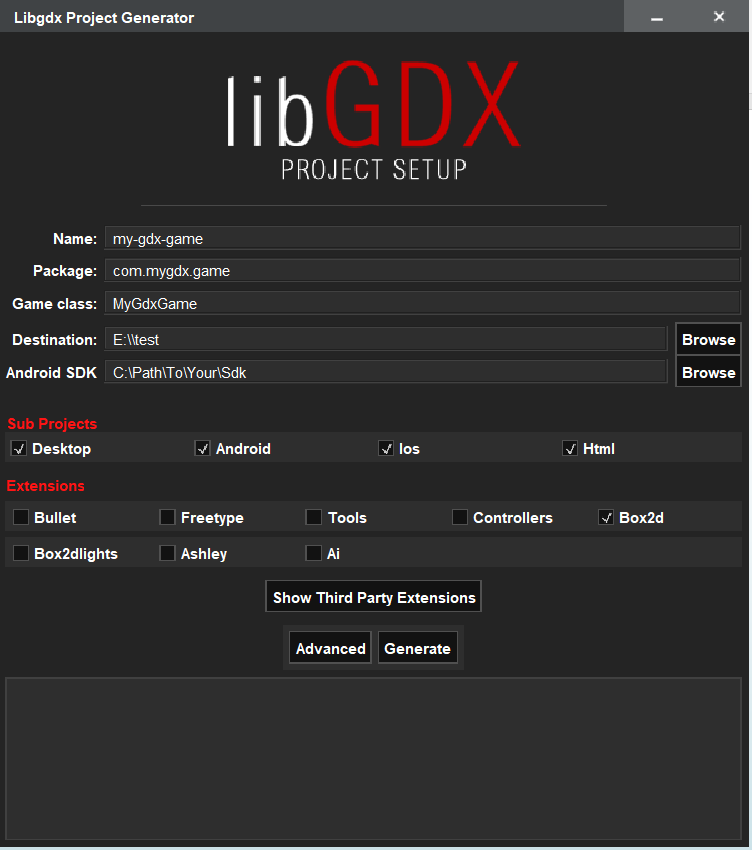 Libgdx Project Generator
libGDX
PROJECT SETUP
Name: my-gdx-game
Package: com.mygdx.game
Game class: MyGdxGame
Destination: E:\\test Browse
Android SDK C:\Path\To\Your\Sdk Browse
Sub Projects
Desktop Android Ios Html
Extensions
Bullet Freetype Tools Controllers Box2d
Box2dlights Ashley Ai
Show Third Party Extensions
Advanced Generate